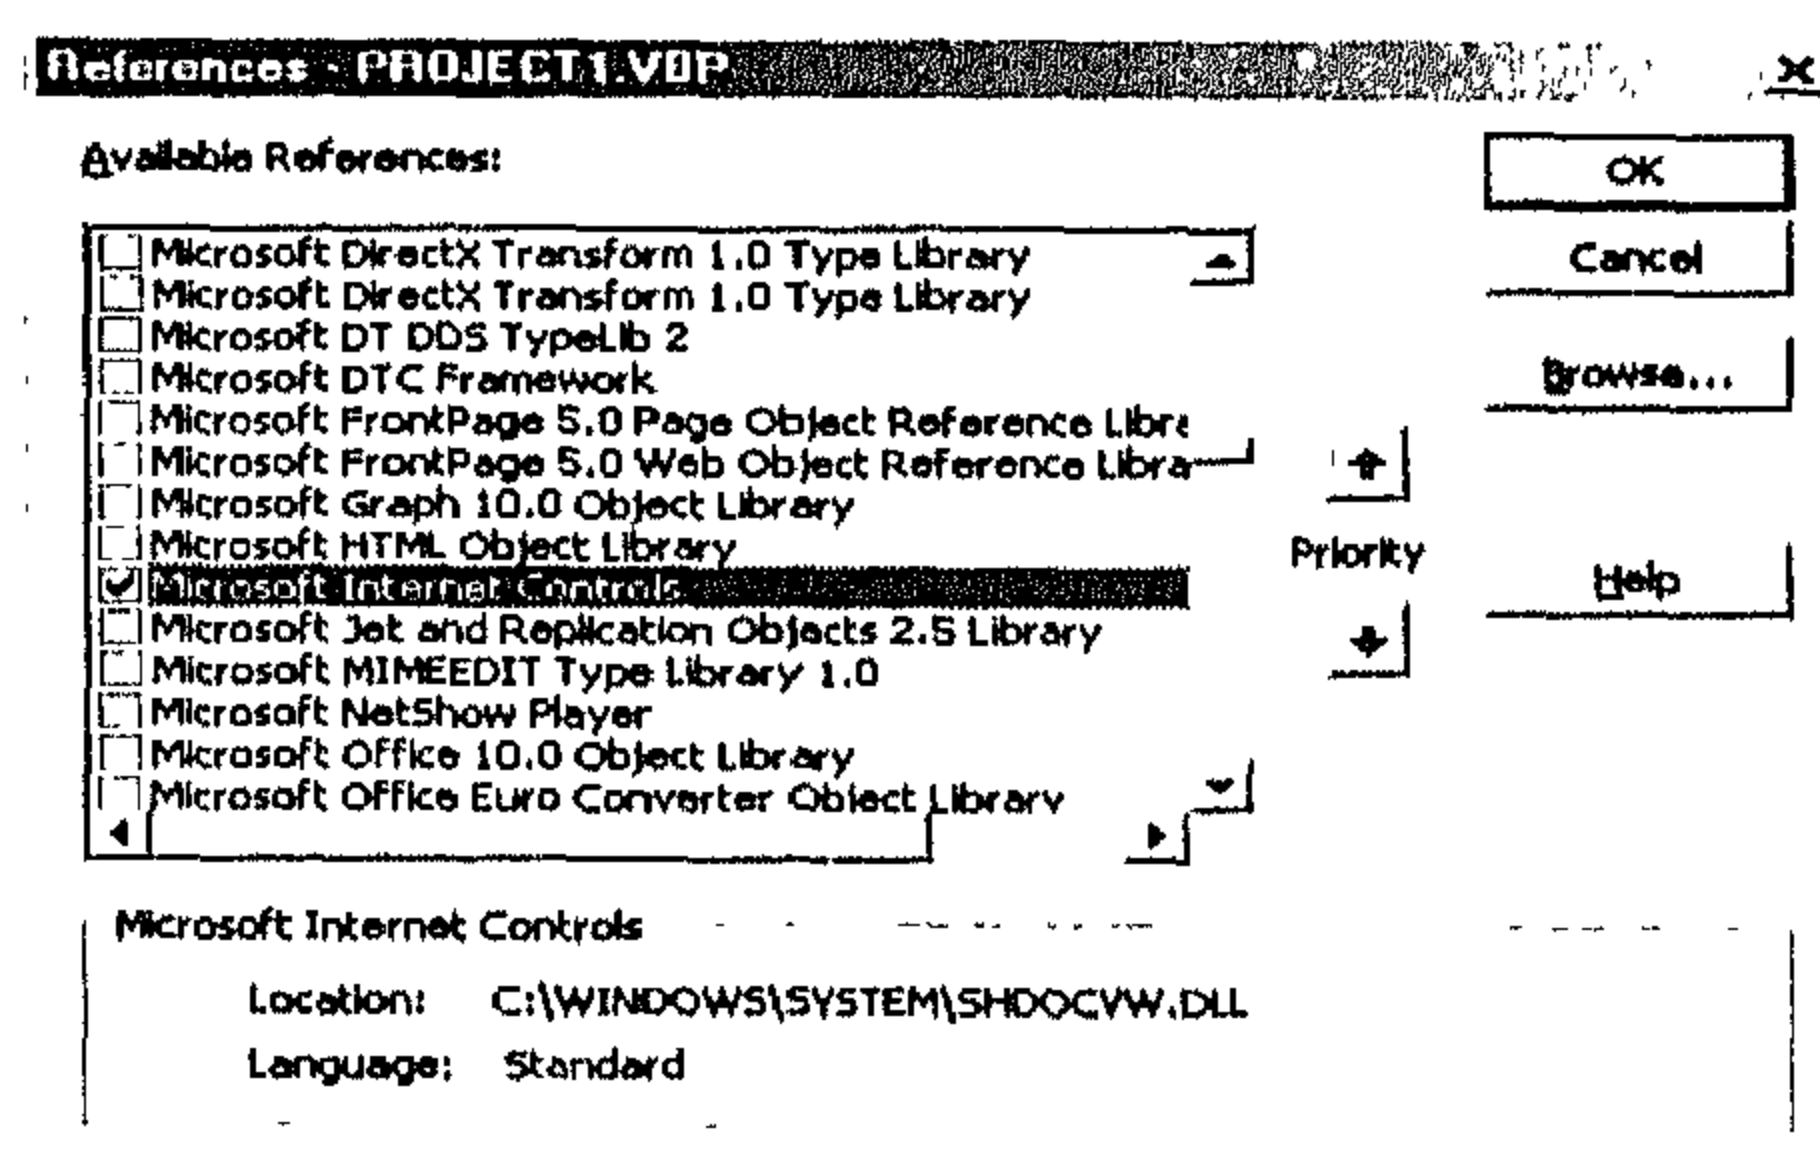 References - PROJECT1.VBP
Available References:
OK
Microsoft DirectX Transform 1.0 Type Library
Cancel
Microsoft DirectX Transform 1.0 Type Library
Microsoft DT DDS TypeLib 2
Microsoft DTC Framework
Browse...
Microsoft FrontPage 5.0 Page Object Reference Libra
Microsoft FrontPage 5.0 Web Object Reference Libra
Microsoft Graph 10.0 Object Library
Microsoft HTML Object Library
Priority
Microsoft Internet Controls
Help
Microsoft Jet and Replication Objects 2.5 Library
Microsoft MIMEEDIT Type Library 1.0
Microsoft NetShow Player
Microsoft Office 10.0 Object Library
Microsoft Office Euro Converter Object Library
Microsoft Internet Controls
Location: C:\WINDOWS\SYSTEM\SHDOCVW.DLL
Language: Standard